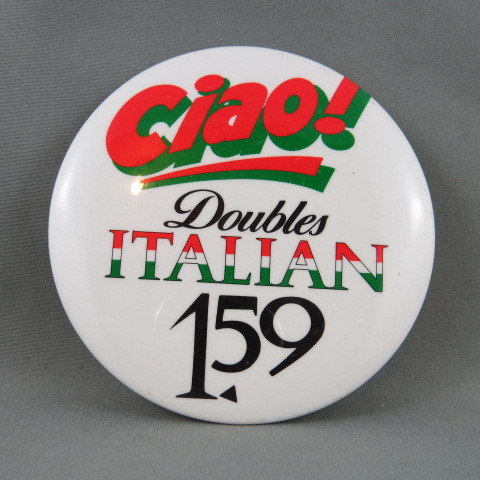 Ciao!
Doubles
ITALIAN
1.59